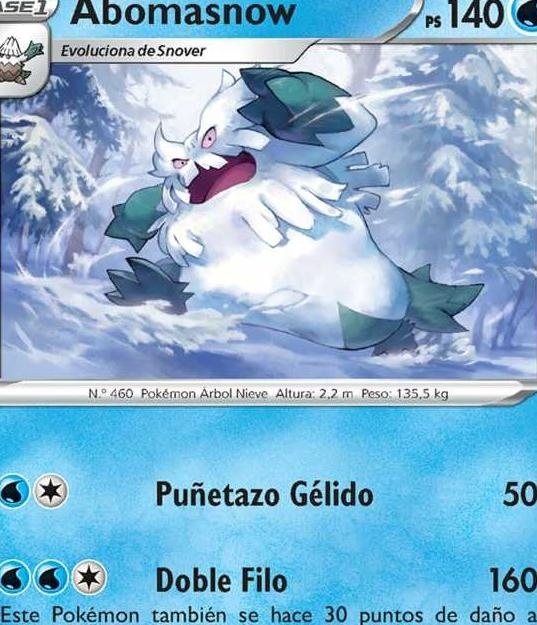 Abomasnow PS 140
Evoluciona de Snover
N.º 460 Pokémon Árbol Nieve Altura: 2,2 m Peso: 135,5 kg
Puñetazo Gélido 50
Doble Filo 160
Este Pokémon también se hace 30 puntos de daño a